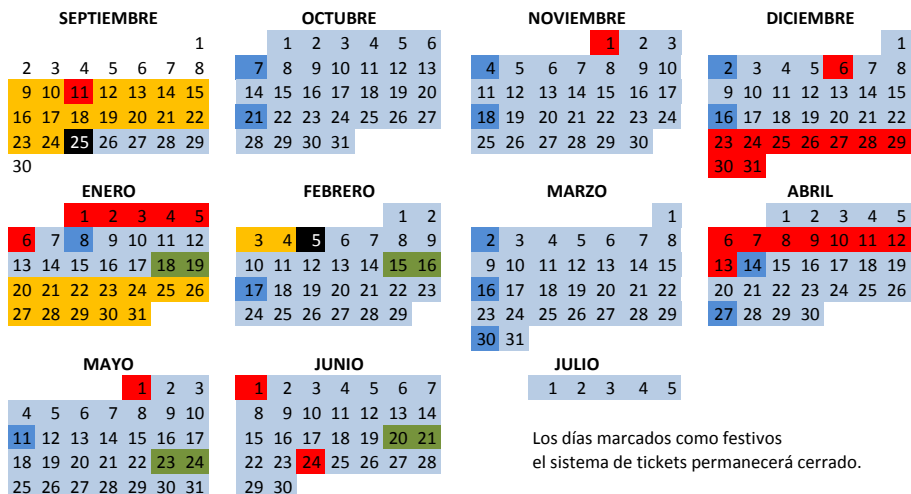 SEPTIEMBRE OCTUBRE NOVIEMBRE DICIEMBRE
1 1 2 3 4 5 6 1 2 3 1
2 3 4 5 6 7 8 7 8 9 10 11 12 13 4 5 6 7 8 9 10 2 3 4 5 6 7 8
9 10 11 12 13 14 15 14 15 16 17 18 19 20 11 12 13 14 15 16 17 9 10 11 12 13 14 15
16 17 18 19 20 21 22 21 22 23 24 25 26 27 18 19 20 21 22 23 24 16 17 18 19 20 21 22
23 24 25 26 27 28 29 28 29 30 31 25 26 27 28 29 30 23 24 25 26 27 28 29
30 30 31
ENERO FEBRERO MARZO ABRIL
1 2 3 4 5 1 2 1 1 2 3 4 5
6 7 8 9 10 11 12 3 4 5 6 7 8 9 2 3 4 5 6 7 8 6 7 8 9 10 11 12
13 14 15 16 17 18 19 10 11 12 13 14 15 16 9 10 11 12 13 14 15 13 14 15 16 17 18 19
20 21 22 23 24 25 26 17 18 19 20 21 22 23 16 17 18 19 20 21 22 20 21 22 23 24 25 26
27 28 29 30 31 24 25 26 27 28 29 23 24 25 26 27 28 29 27 28 29 30
30 31
MAYO JUNIO JULIO
1 2 3 1 2 3 4 5 6 7 1 2 3 4 5
4 5 6 7 8 9 10 8 9 10 11 12 13 14
11 12 13 14 15 16 17 15 16 17 18 19 20 21 Los días marcados como festivos
18 19 20 21 22 23 24 22 23 24 25 26 27 28 el sistema de tickets permanecerá cerrado.
25 26 27 28 29 30 31 29 30